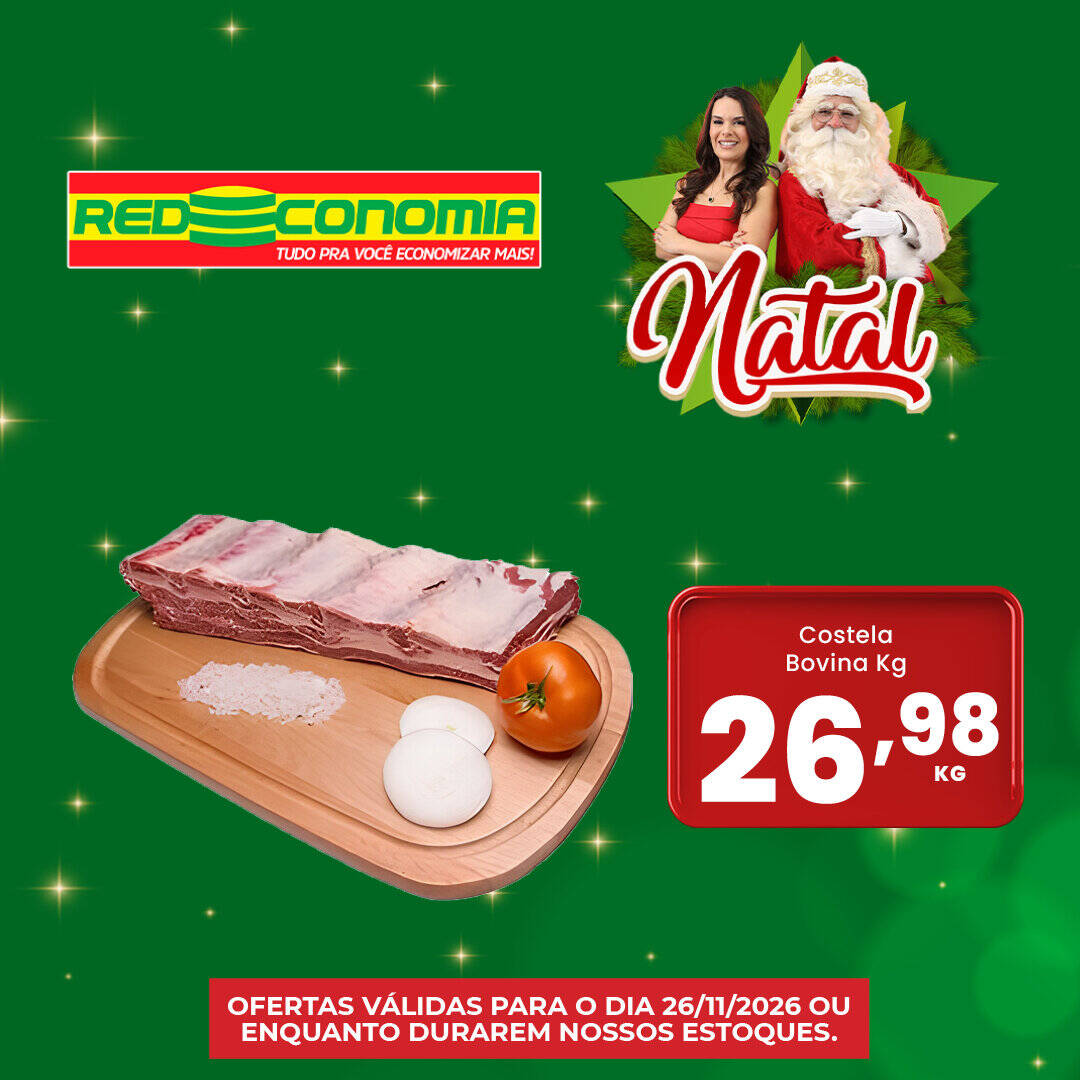 REDECONOMIA
TUDO PRA VOCÊ ECONOMIZAR MAIS!
Natal
Costela
Bovina Kg
26,98
KG
OFERTAS VÁLIDAS PARA O DIA 26/11/2026 OU
ENQUANTO DURAREM NOSSOS ESTOQUES.